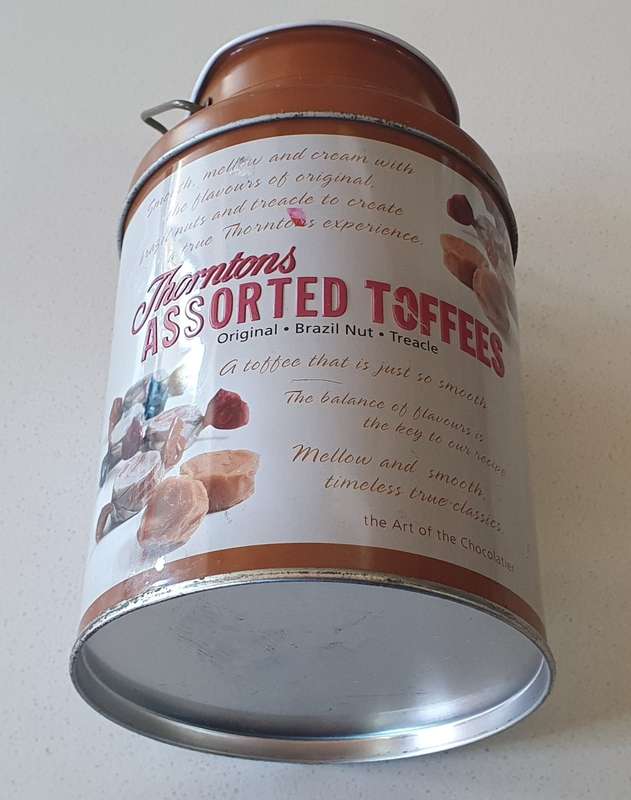 Smooth, mellow and cream with
the flavours of original,
brazil nuts and treacle to create
a true Thorntons experience.
Thorntons
ASSORTED TOFFEES
Original • Brazil Nut • Treacle
A toffee that is just so smooth
The balance of flavours is
the key to our recipe
Mellow and smooth,
timeless true classics
the Art of the Chocolatier